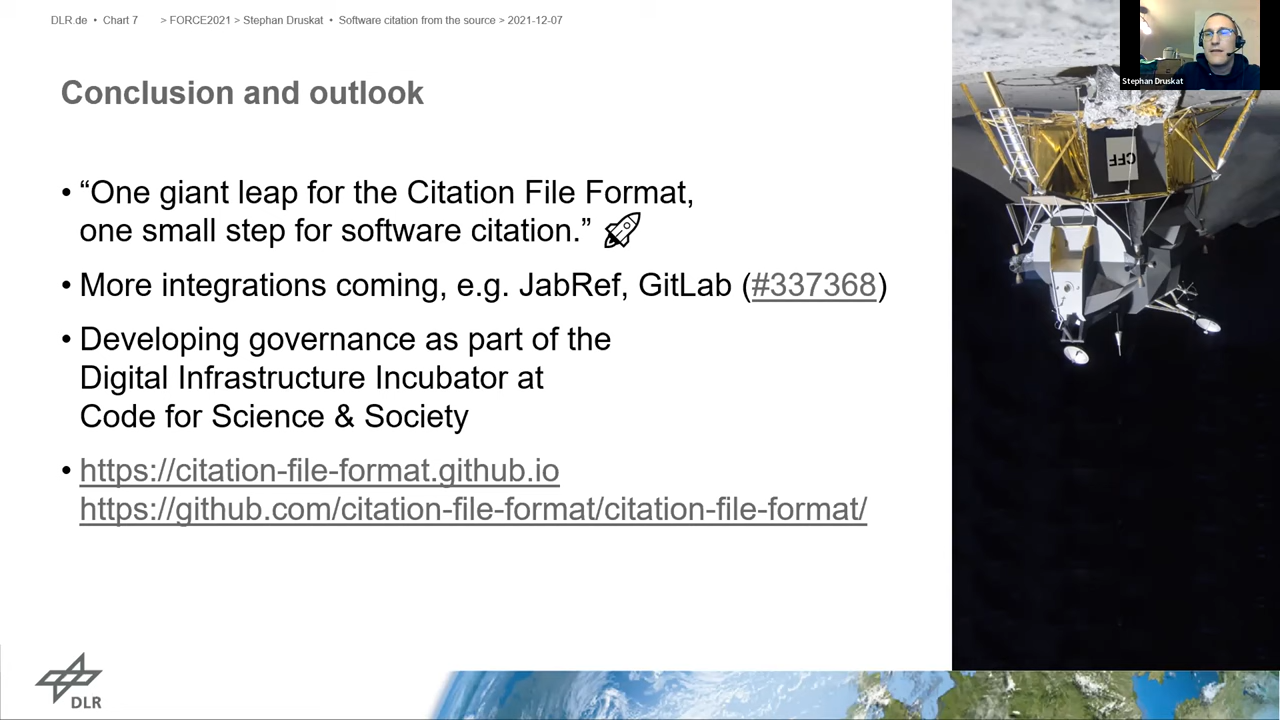 DLR.de • Chart 7 > FORCE2021 > Stephan Druskat • Software citation from the source > 2021-12-07
Stephan Druskat
Conclusion and outlook
CFF
• “One giant leap for the Citation File Format,
one small step for software citation.”
• More integrations coming, e.g. JabRef, GitLab (#337368)
• Developing governance as part of the
Digital Infrastructure Incubator at
Code for Science & Society
• https://citation-file-format.github.io
https://github.com/citation-file-format/citation-file-format/
DLR